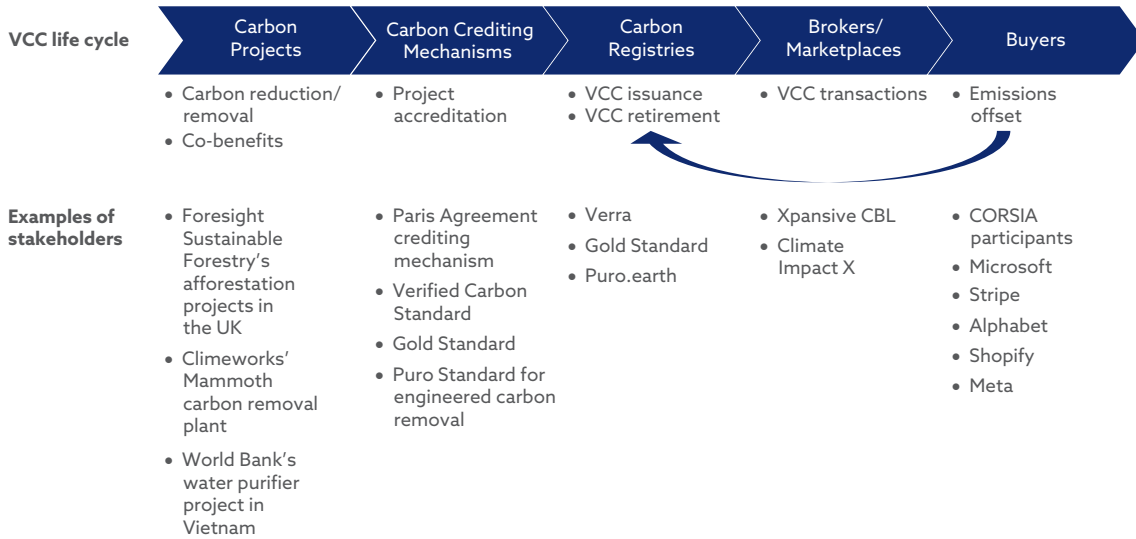 VCC life cycle
Carbon
Projects
Carbon Crediting
Mechanisms
Carbon
Registries
Brokers/
Marketplaces
Buyers
• Carbon reduction/
removal
• Co-benefits
• Project
accreditation
• VCC issuance
• VCC retirement
• VCC transactions
• Emissions
offset
Examples of
stakeholders
• Foresight
Sustainable
Forestry’s
afforestation
projects in
the UK
• Climeworks’
Mammoth
carbon removal
plant
• World Bank’s
water purifier
project in
Vietnam
• Paris Agreement
crediting
mechanism
• Verified Carbon
Standard
• Gold Standard
• Puro Standard for
engineered carbon
removal
• Verra
• Gold Standard
• Puro.earth
• Xpansive CBL
• Climate
Impact X
• CORSIA
participants
• Microsoft
• Stripe
• Alphabet
• Shopify
• Meta